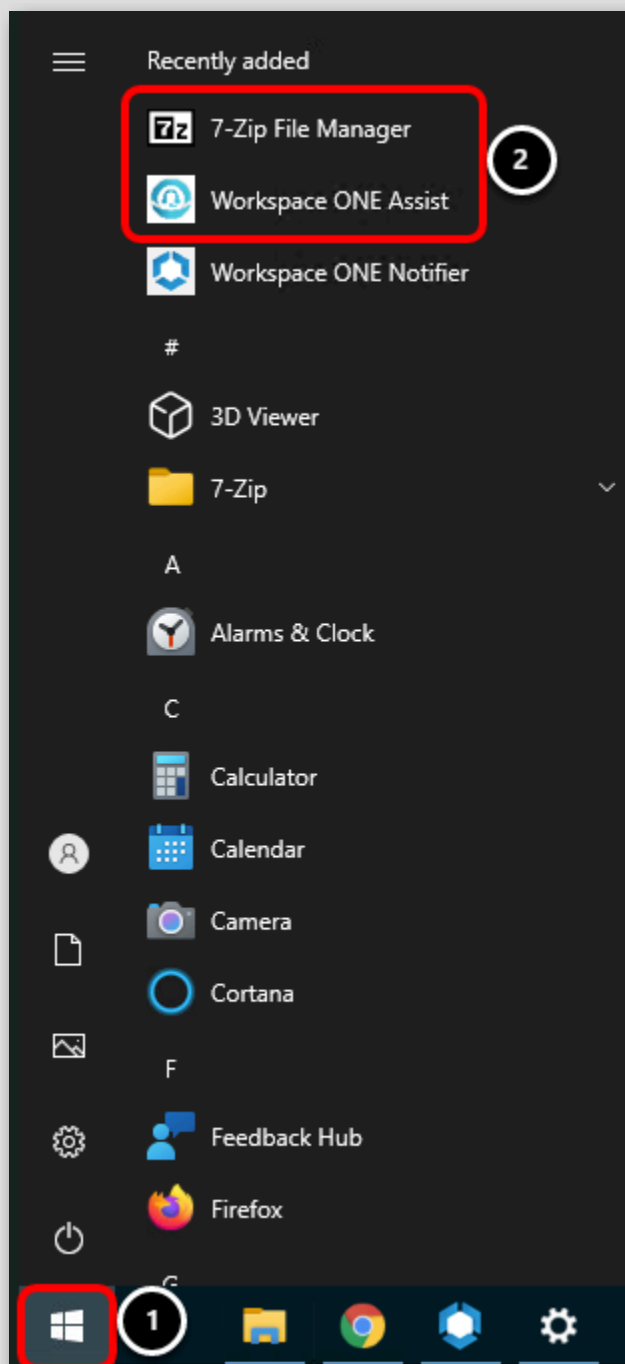 Recently added
7-Zip File Manager
2
Workspace ONE Assist
Workspace ONE Notifier
#
3D Viewer
7-Zip
A
Alarms & Clock
C
Calculator
Calendar
Camera
Cortana
F
Feedback Hub
Firefox
G
1